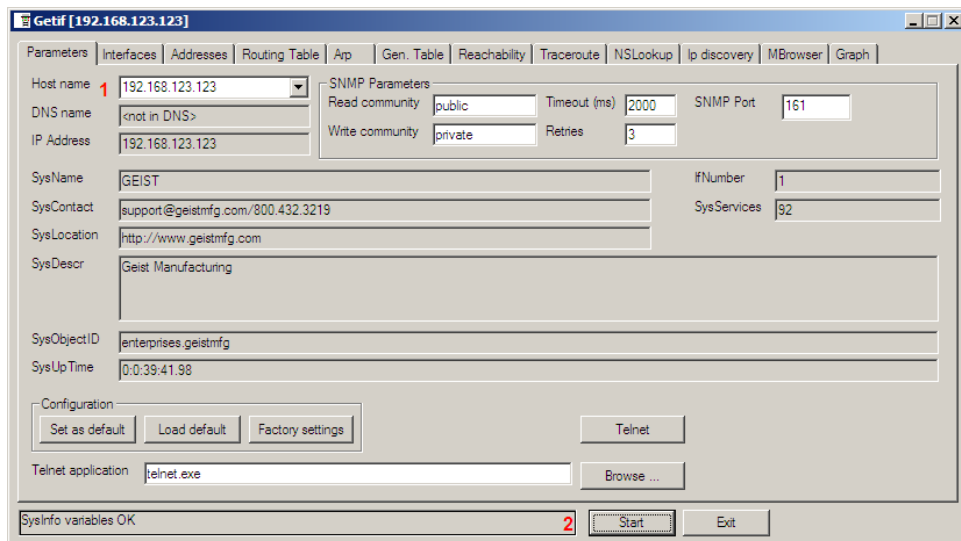 Getif [192.168.123.123]
Parameters Interfaces Addresses Routing Table Arp Gen. Table Reachability Traceroute NSLookup Ip discovery MBrowser Graph
Host name 1 192.168.123.123
DNS name <not in DNS>
IP Address 192.168.123.123
SNMP Parameters
Read community public Timeout (ms) 2000 SNMP Port 161
Write community private Retries 3
SysName GEIST IfNumber 1
SysContact support@geistmfg.com/800.432.3219 SysServices 92
SysLocation http://www.geistmfg.com
SysDescr Geist Manufacturing
SysObjectID enterprises.geistmfg
SysUpTime 0:0:39:41.98
Configuration
Set as default Load default Factory settings Telnet
Telnet application telnet.exe Browse ...
SysInfo variables OK 2 Start Exit